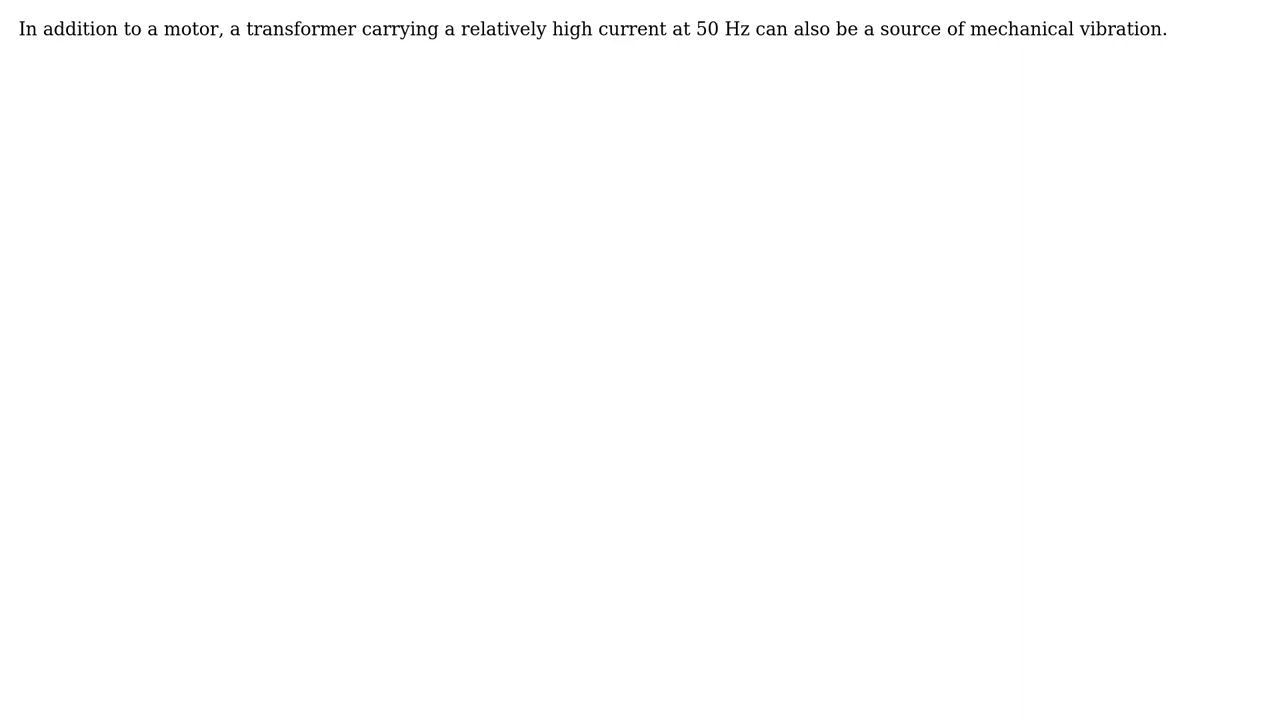 In addition to a motor, a transformer carrying a relatively high current at 50 Hz can also be a source of mechanical vibration.